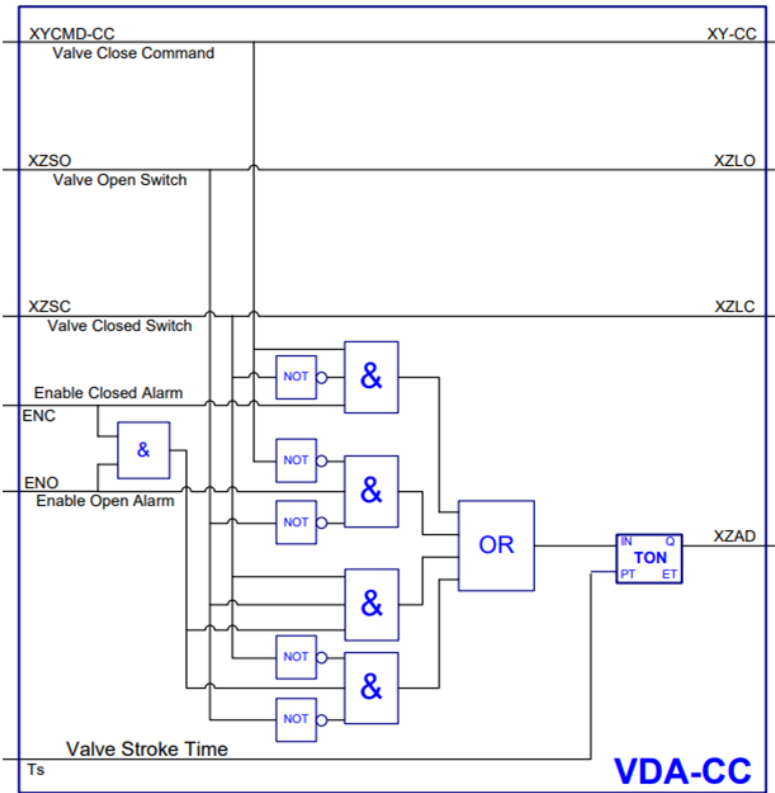 XYCMD-CC
XY-CC
Valve Close Command
XZSO
XZLO
Valve Open Switch
XZSC
XZLC
Valve Closed Switch
NOT
&
Enable Closed Alarm
ENC
&
NOT
ENO
&
Enable Open Alarm
NOT
OR
XZAD
IN Q
TON
PT ET
&
NOT
&
NOT
Valve Stroke Time
Ts
VDA-CC